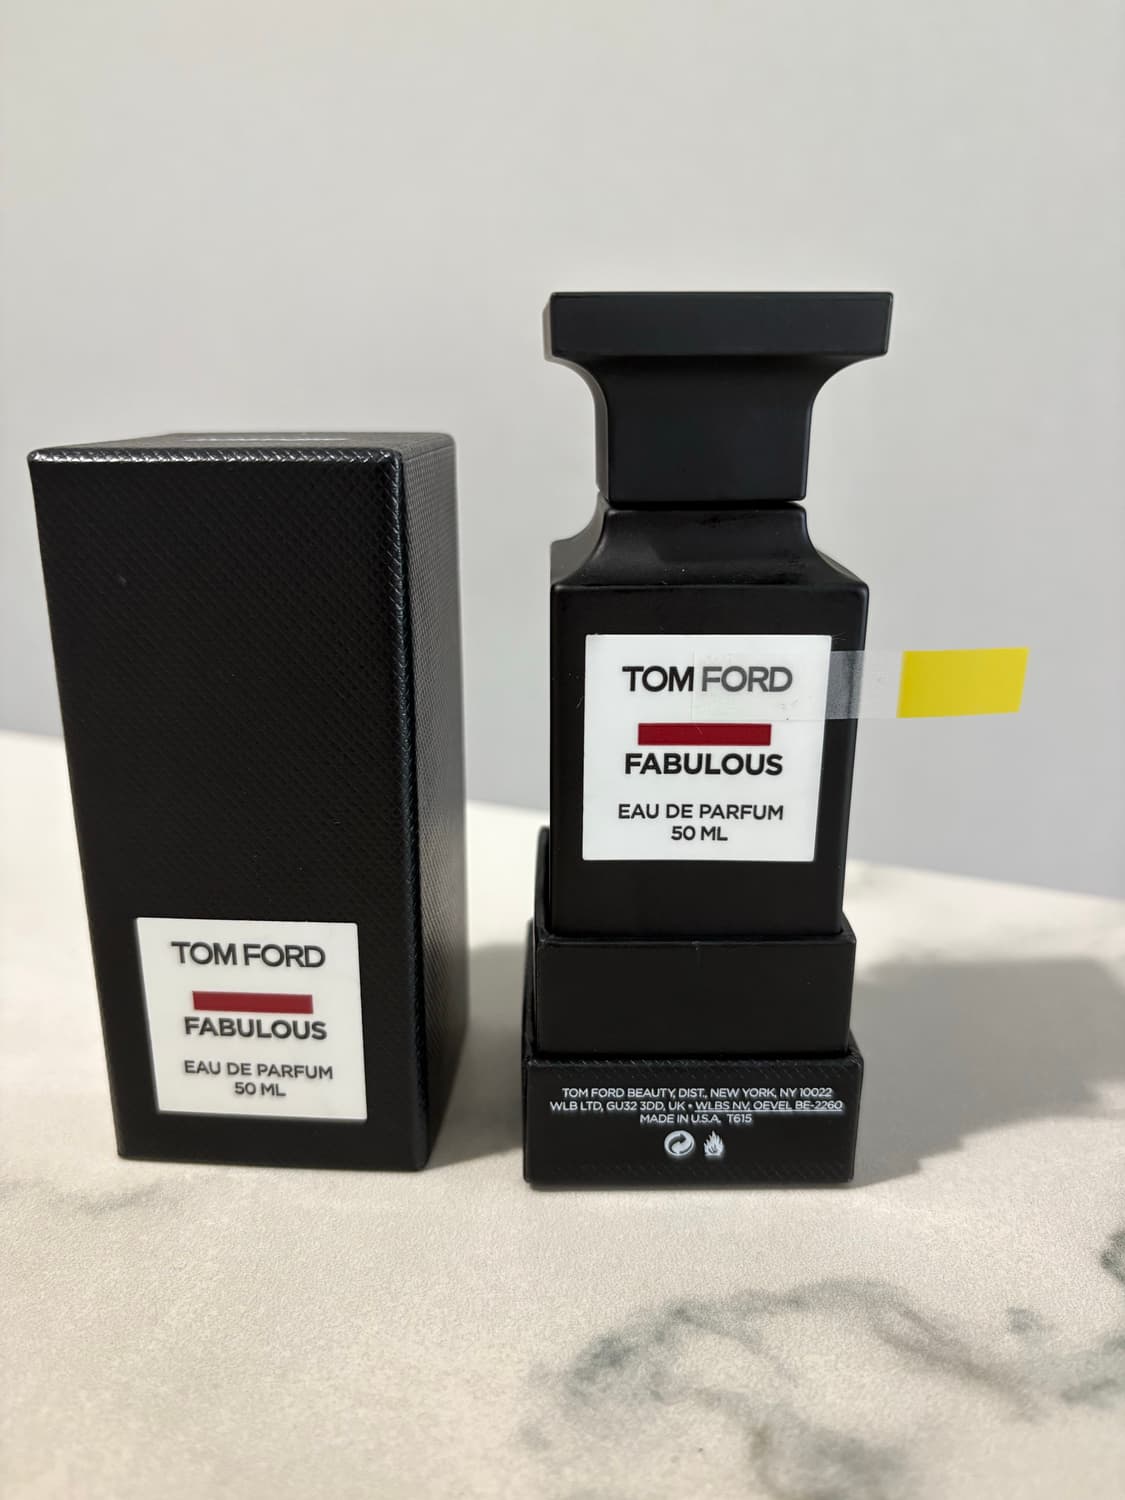 TOM FORD
FABULOUS
EAU DE PARFUM
50 ML
TOM FORD
FABULOUS
EAU DE PARFUM
50 ML
TOM FORD BEAUTY, DIST., NEW YORK, NY 10022
WLB LTD, GU32 3DD, UK • WLBS NV. OEVEL BE-2260
MADE IN U.S.A. T615